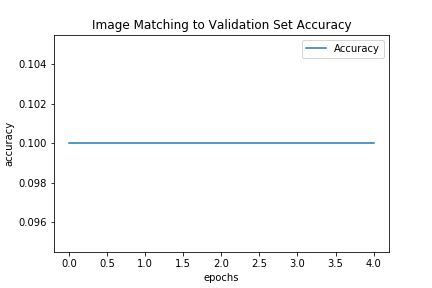 Image Matching to Validation Set Accuracy
Accuracy
accuracy
0.104
0.102
0.100
0.098
0.096
0.0 0.5 1.0 1.5 2.0 2.5 3.0 3.5 4.0
epochs